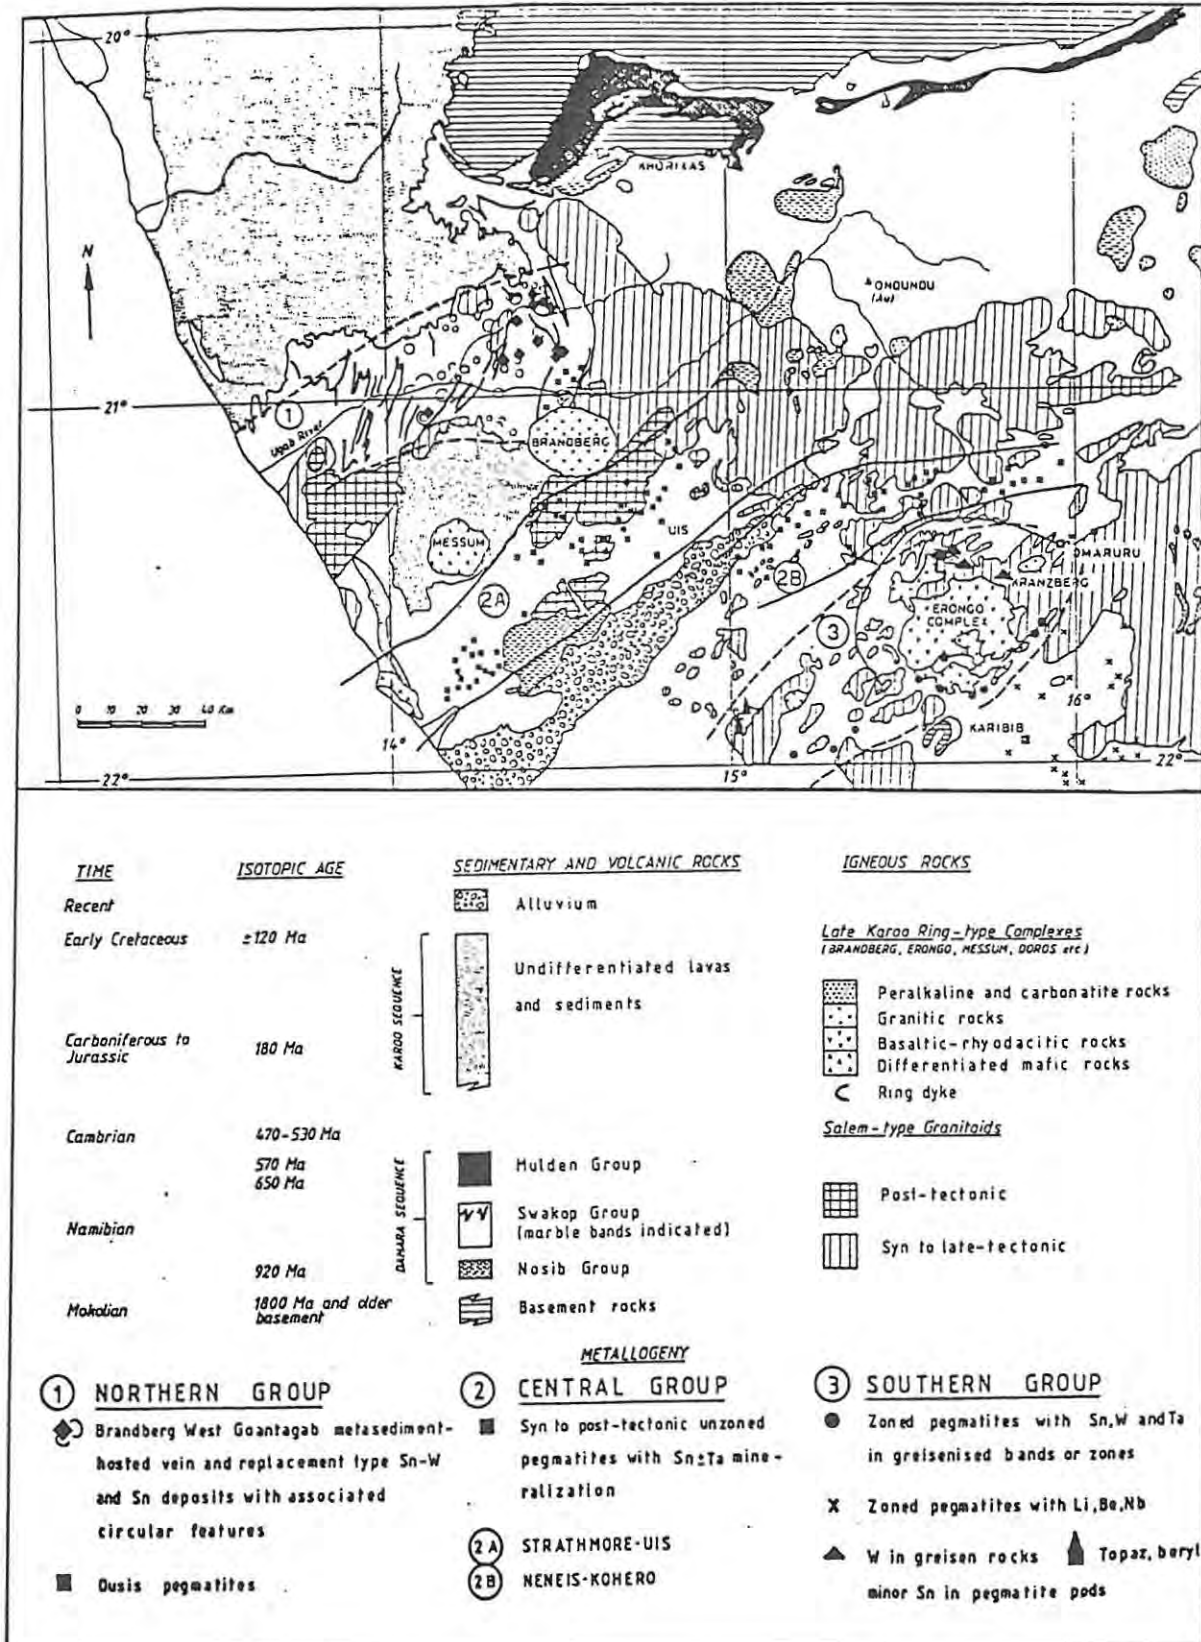 20°
KHORIXAS
N
ONOUNOU
(Au)
21°
1
Ugab River
BRANDBERG
MESSUM
UIS
2A
2B
OMARURU
KRANZBERG
ERONGO
COMPLEX
3
0 10 20 30 40 Km
14°
16°
KARIBIB
22°
15°
22°
TIME
ISOTOPIC AGE
SEDIMENTARY AND VOLCANIC ROCKS
IGNEOUS ROCKS
Recent
Alluvium
Early Cretaceous
±120 Ma
Late Karoo Ring-type Complexes
(BRANDBERG, ERONGO, MESSUM, DOROS etc)
KAROO SEQUENCE
Undifferentiated lavas
and sediments
Peralkaline and carbonatite rocks
Granitic rocks
Basaltic-rhyodacitic rocks
Differentiated mafic rocks
Ring dyke
Carboniferous to
Jurassic
180 Ma
Cambrian
470-530 Ma
Salem-type Granitoids
570 Ma
650 Ma
DAMARA SEQUENCE
Mulden Group
Post-tectonic
Namibian
Swakop Group
(marble bands indicated)
Syn to late-tectonic
920 Ma
Nosib Group
Mokolian
1800 Ma and older
basement
Basement rocks
METALLOGENY
1 NORTHERN GROUP
Brandberg West Goantagab metasediment-
hosted vein and replacement type Sn-W
and Sn deposits with associated
circular features
Ousis pegmatites
2 CENTRAL GROUP
Syn to post-tectonic unzoned
pegmatites with Sn±Ta mine-
ralization
2A STRATHMORE-UIS
2B NENEIS-KOHERO
3 SOUTHERN GROUP
Zoned pegmatites with Sn,W and Ta
in greisenised bands or zones
Zoned pegmatites with Li,Be,Nb
W in greisen rocks
Topaz, beryl
minor Sn in pegmatite pods